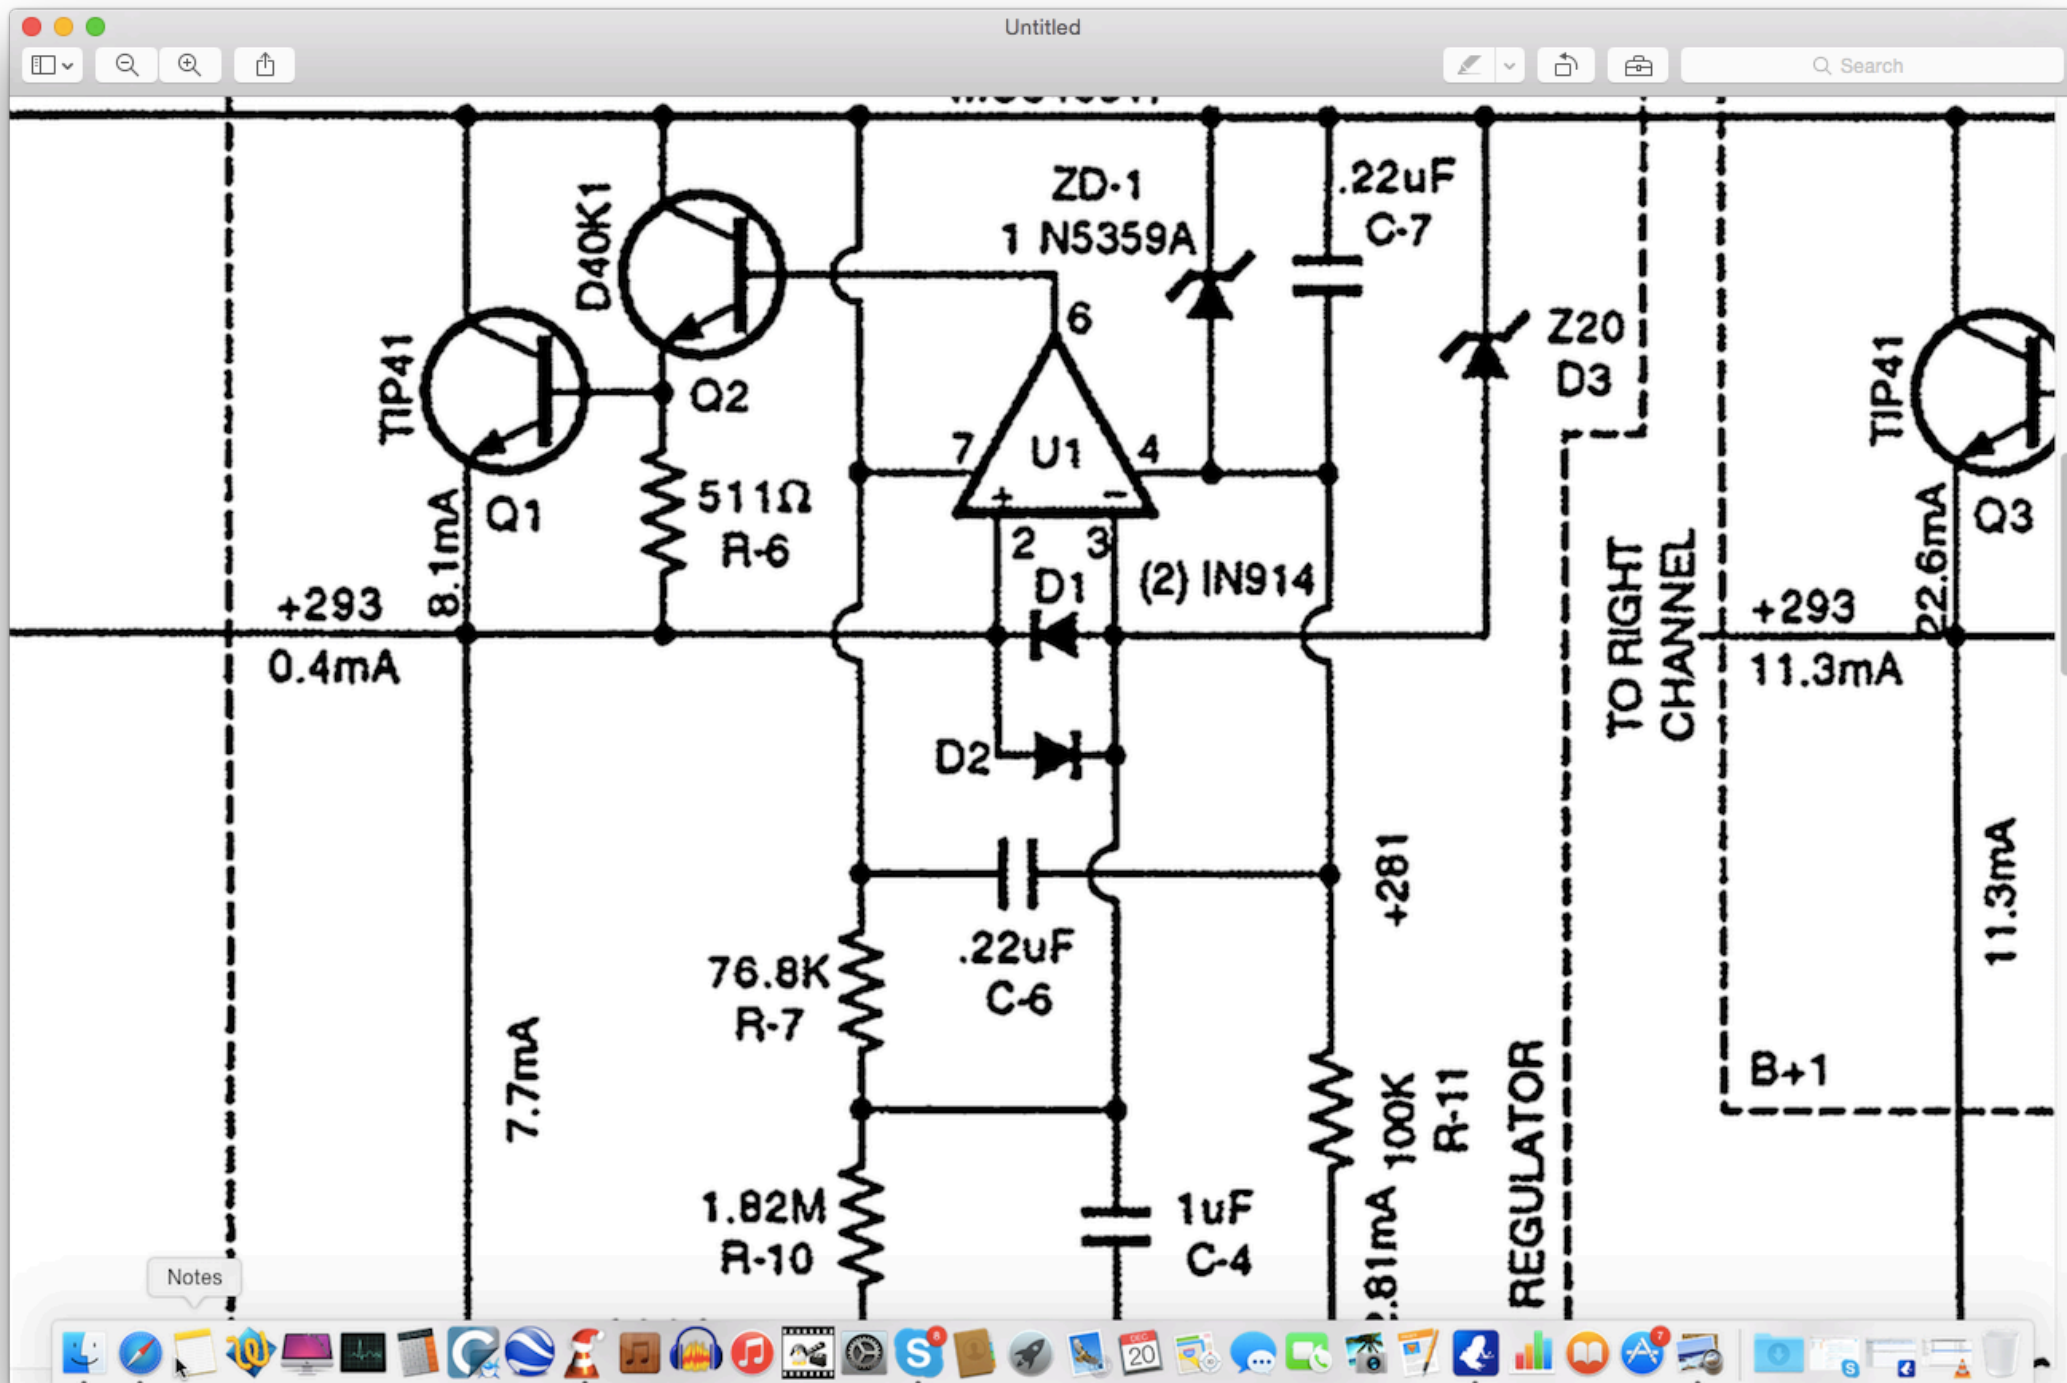 Untitled
Search
ZD-1
1 N5359A
.22uF
C-7
D40K1
Q2
TIP41
Q1
8.1mA
511Ω
R-6
6
7
U1
4
+
-
2
3
D1
(2) IN914
Z20
D3
TIP41
Q3
22.6mA
TO RIGHT
CHANNEL
+293
0.4mA
+293
11.3mA
D2
+281
11.3mA
.22uF
C-6
76.8K
R-7
7.7mA
100K
R-11
REGULATOR
B+1
1.82M
R-10
1uF
C-4
.81mA
Notes
8
DEC
20
7